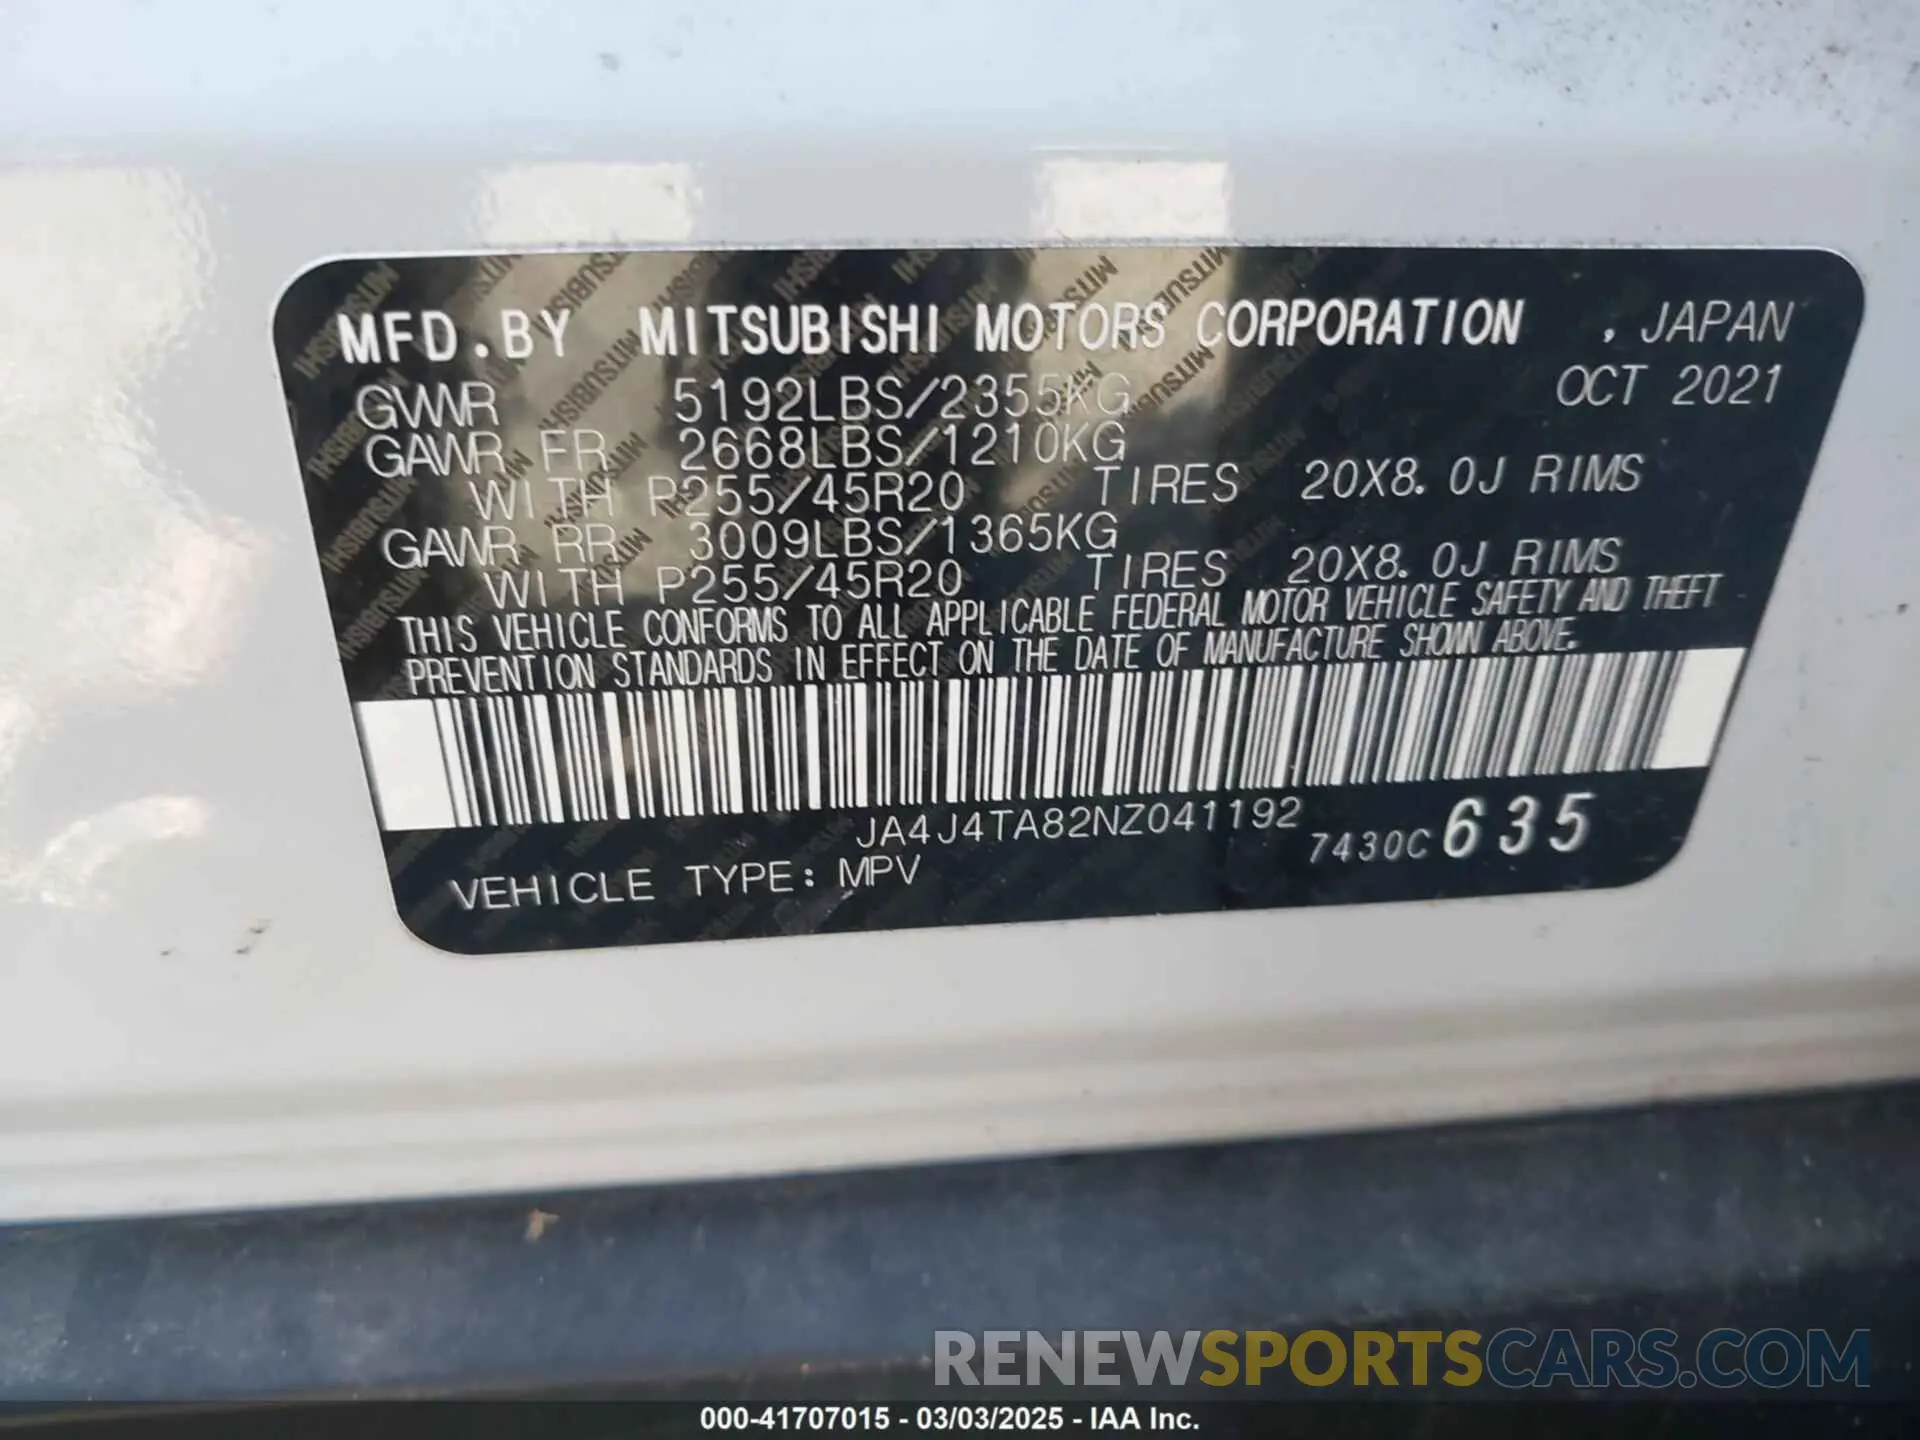 MFD.BY MITSUBISHI MOTORS CORPORATION , JAPAN
GVWR 5192LBS/2355KG OCT 2021
GAWR FR 2668LBS/1210KG
WITH P255/45R20 TIRES 20X8.0J RIMS
GAWR RR 3009LBS/1365KG
WITH P255/45R20 TIRES 20X8.0J RIMS
THIS VEHICLE CONFORMS TO ALL APPLICABLE FEDERAL MOTOR VEHICLE SAFETY AND THEFT
PREVENTION STANDARDS IN EFFECT ON THE DATE OF MANUFACTURE SHOWN ABOVE.
JA4J4TA82NZ041192
7430C 635
VEHICLE TYPE: MPV
RENEWSPORTSCARS.COM
000-41707015 - 03/03/2025 - IAA Inc.